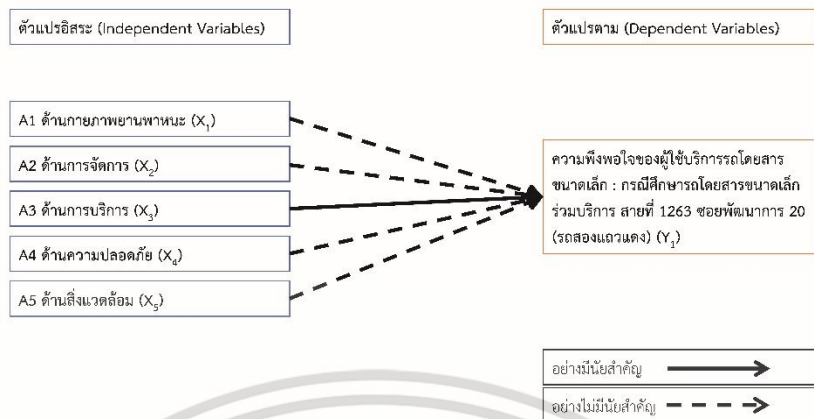 ตัวแปรอิสระ (Independent Variables)
ตัวแปรตาม (Dependent Variables)
A1 ด้านกายภาพยานพาหนะ (X₁)
A2 ด้านการจัดการ (X₂)
A3 ด้านการบริการ (X₃)
A4 ด้านความปลอดภัย (X₄)
A5 ด้านสิ่งแวดล้อม (X₅)
ความพึงพอใจของผู้ใช้บริการรถโดยสาร
ขนาดเล็ก : กรณีศึกษารถโดยสารขนาดเล็ก
ร่วมบริการ สายที่ 1263 ซอยพัฒนาการ 20
(รถสองแถวแดง) (Y₁)
อย่างมีนัยสำคัญ
อย่างไม่มีนัยสำคัญ